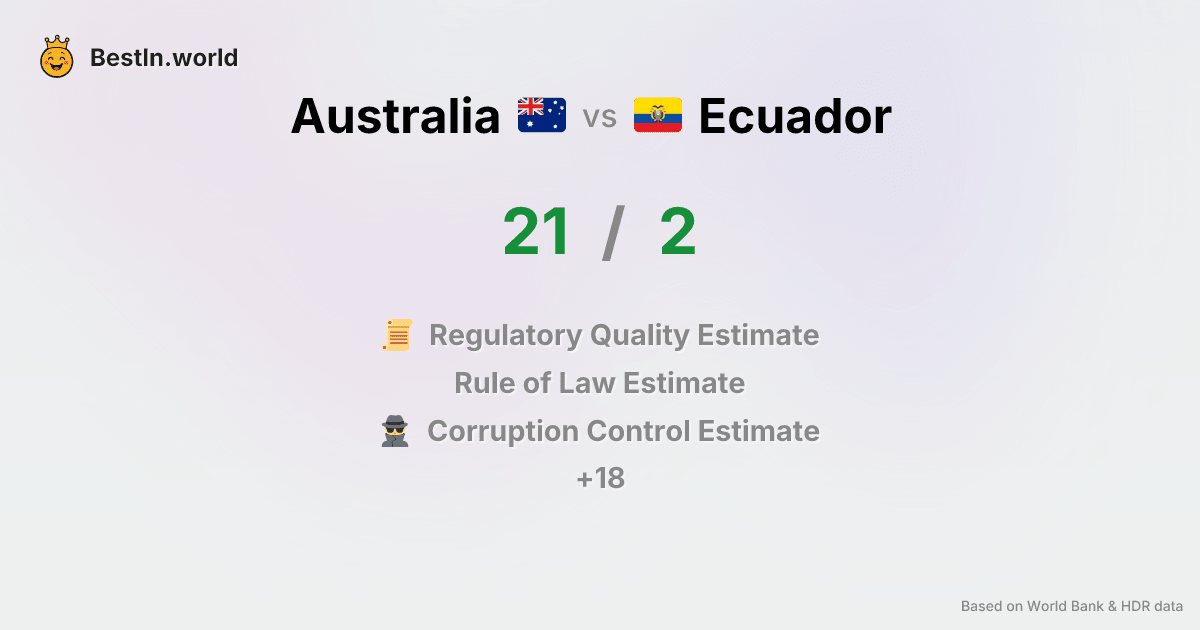 BestIn.world
Australia vs Ecuador
21 / 2
Regulatory Quality Estimate
Rule of Law Estimate
Corruption Control Estimate
+18
Based on World Bank & HDR data